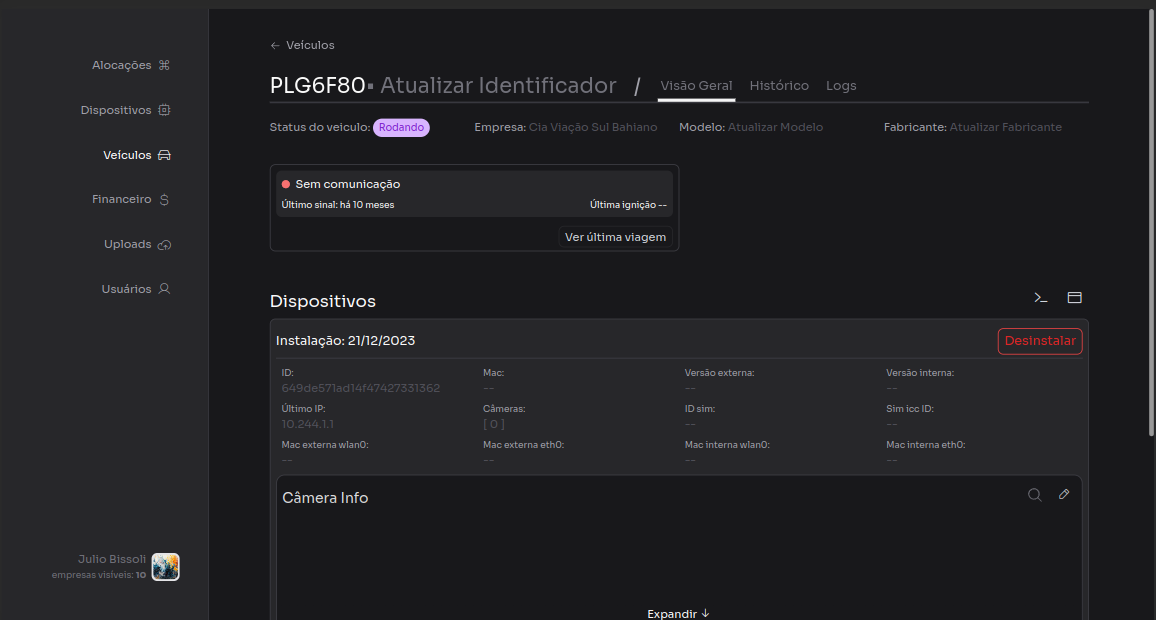 ← Veículos
Alocações
Dispositivos
Veículos
Financeiro
Uploads
Usuários
PLG6F80 Atualizar Identificador / Visão Geral Histórico Logs
Status do veiculo: Rodando Empresa: Cia Viação Sul Bahiano Modelo: Atualizar Modelo Fabricante: Atualizar Fabricante
Sem comunicação
Último sinal: há 10 meses Última ignição --
Ver última viagem
Dispositivos
Instalação: 21/12/2023 Desinstalar
ID: Mac: Versão externa: Versão interna:
649de571ad14f47427331362 -- -- --
Último IP: Câmeras: ID sim: Sim icc ID:
10.244.1.1 [ 0 ] -- --
Mac externa wlan0: Mac externa eth0: Mac interna wlan0: Mac interna eth0:
-- -- -- --
Câmera Info
Expandir ↓
Julio Bissoli
empresas visíveis: 10